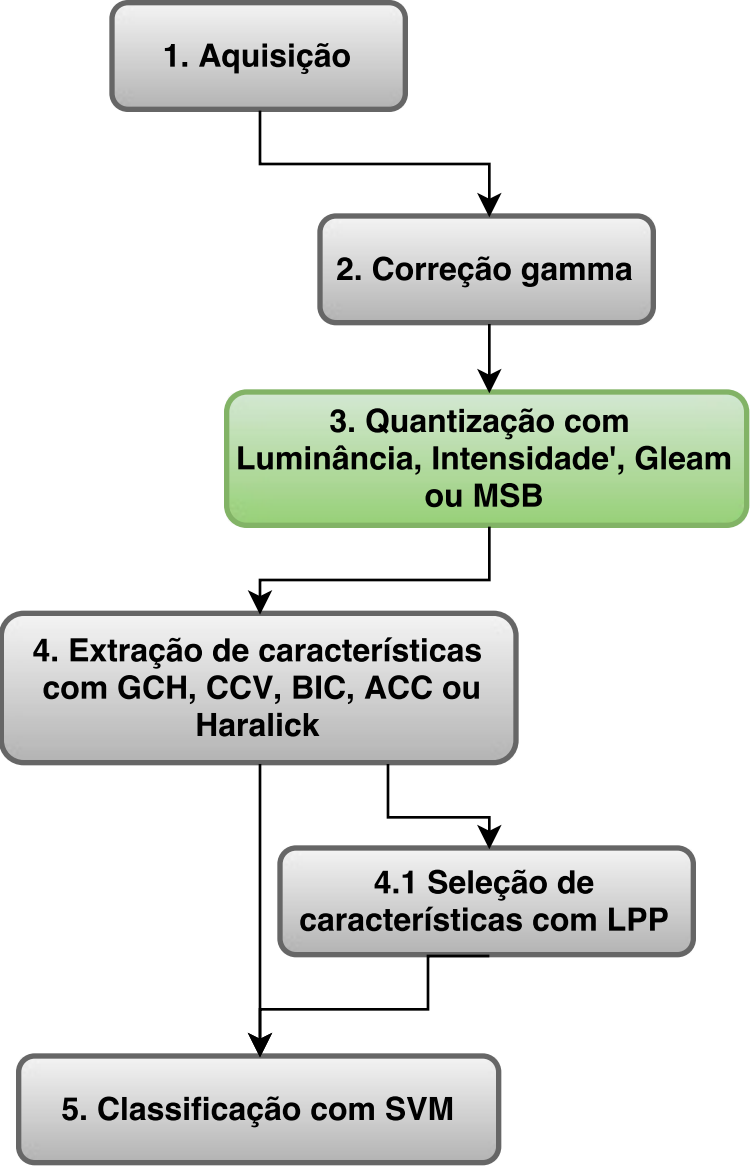 1. Aquisição
2. Correção gamma
3. Quantização com
Luminância, Intensidade', Gleam
ou MSB
4. Extração de características
com GCH, CCV, BIC, ACC ou
Haralick
4.1 Seleção de
características com LPP
5. Classificação com SVM